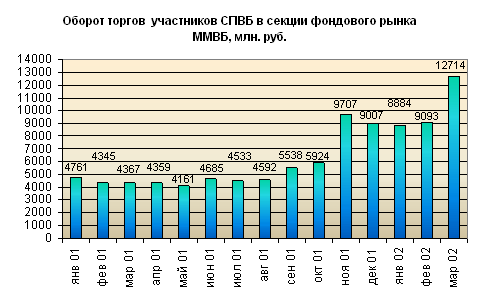 Оборот торгов участников СПВБ в секции фондового рынка
ММВБ, млн. руб.
14000
13000
12000
11000
10000
9000
8000
7000
6000
5000
4000
3000
2000
1000
0
4761
4345
4367
4359
4161
4685
4533
4592
5538
5924
9707
9007
8884
9093
12714
янв 01
фев 01
мар 01
апр 01
май 01
июн 01
июл 01
авг 01
сен 01
окт 01
ноя 01
дек 01
янв 02
фев 02
мар 02